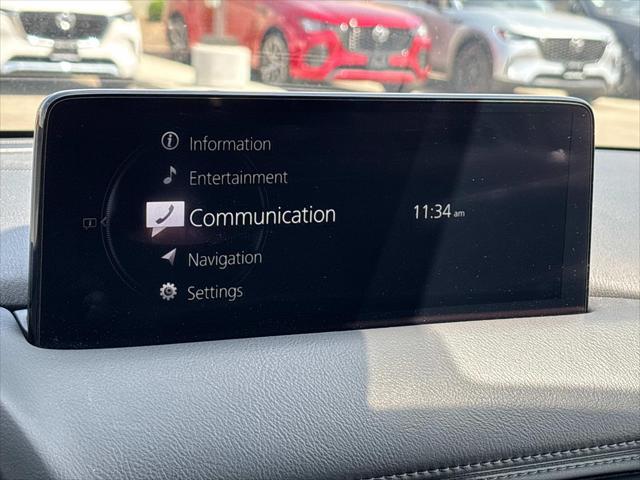 Information
Entertainment
Communication 11:34 am
Navigation
Settings